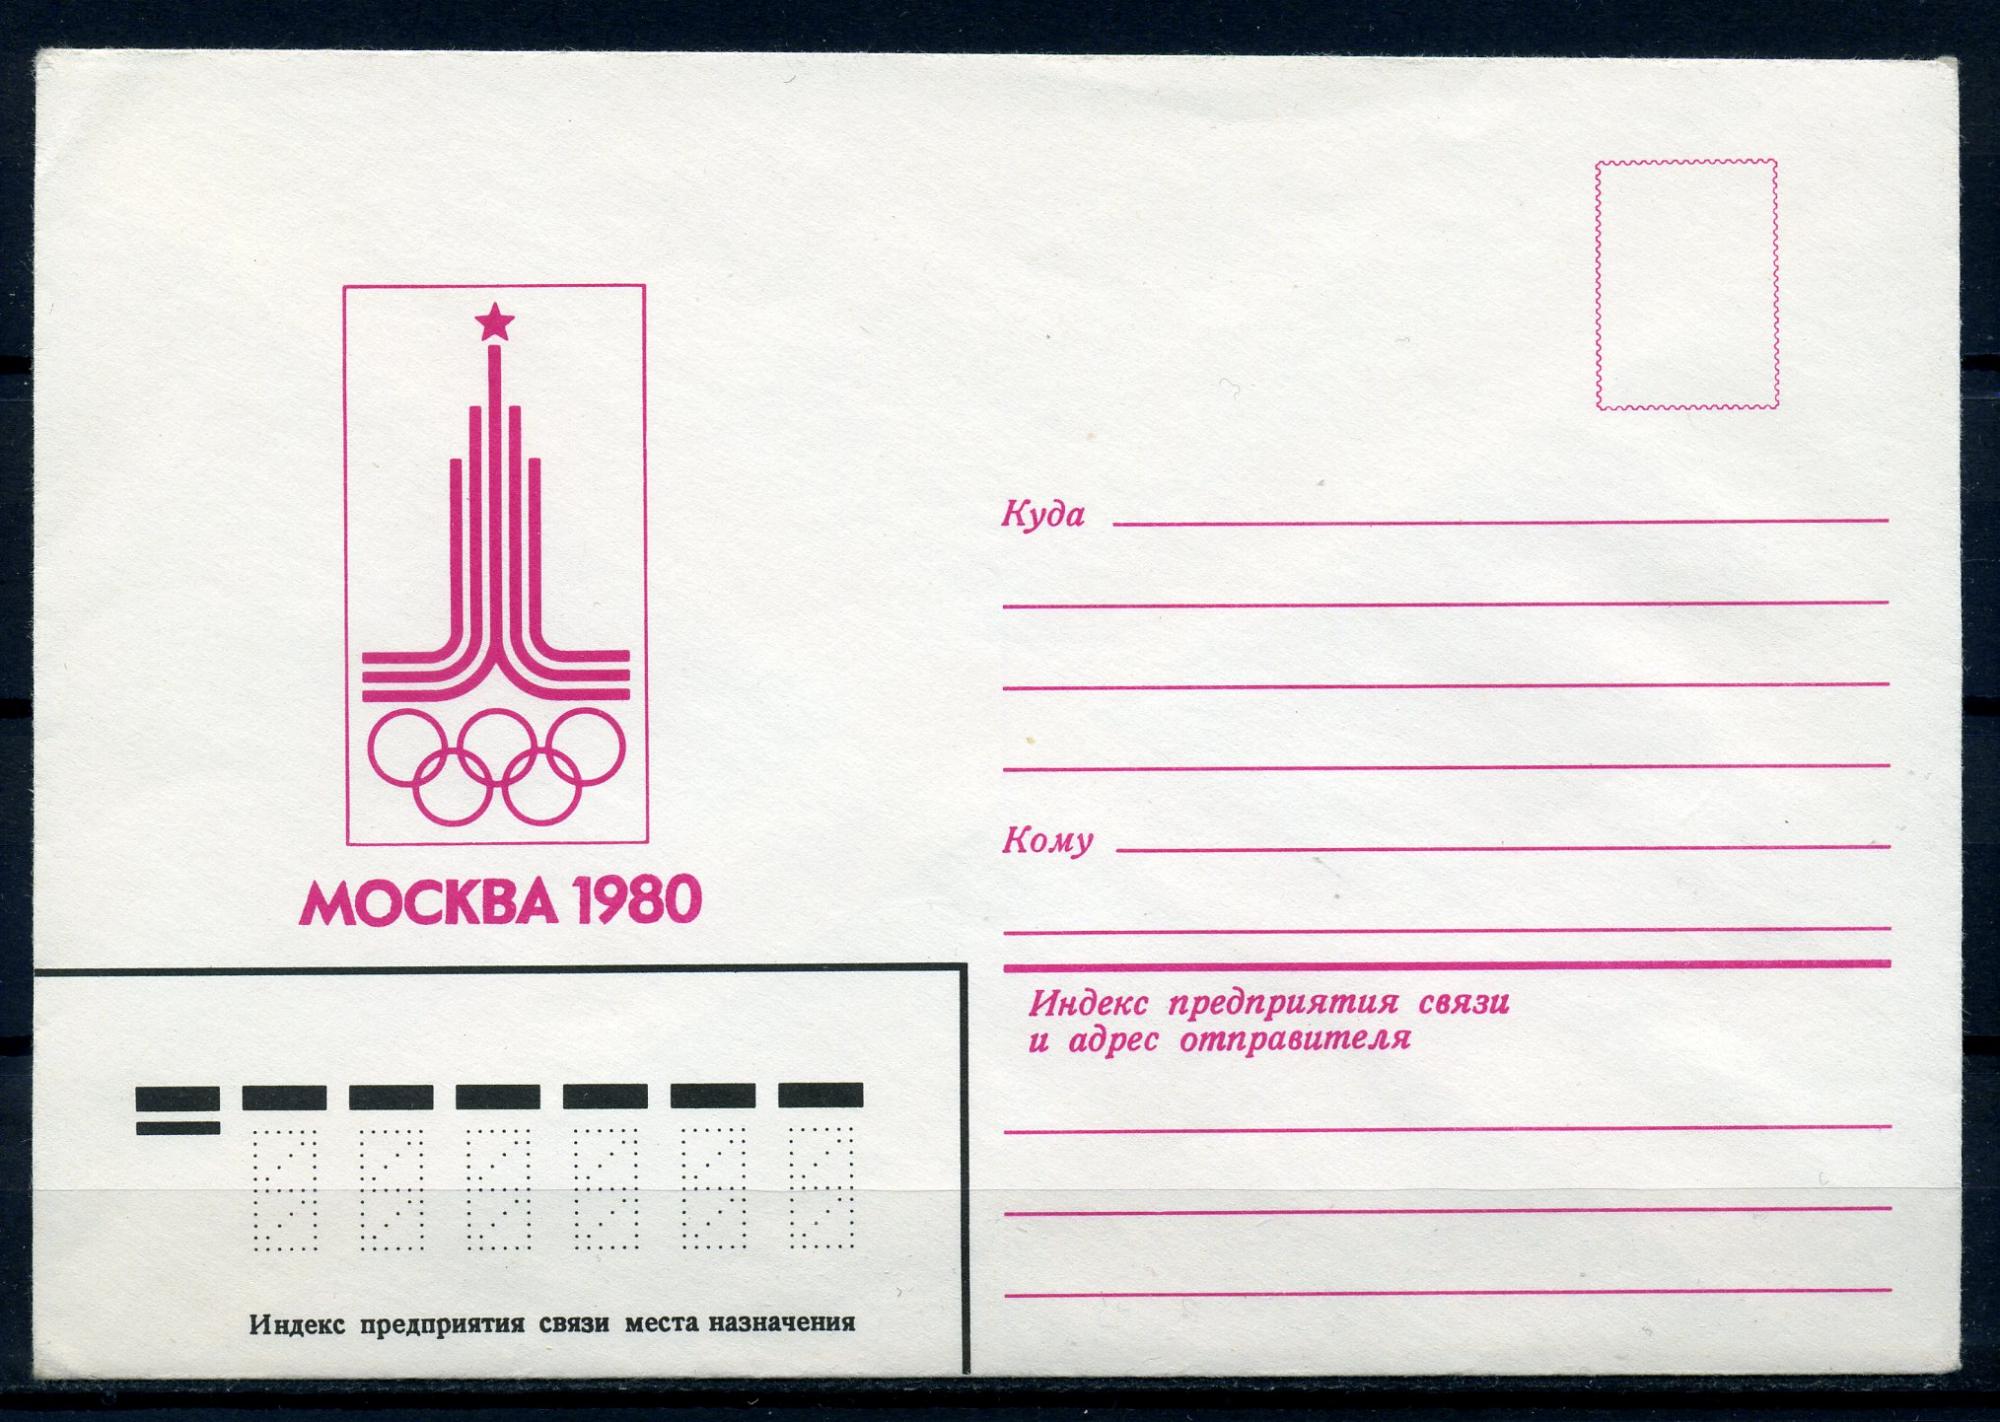 МОСКВА 1980
Куда
Кому
Индекс предприятия связи
и адрес отправителя
Индекс предприятия связи места назначения